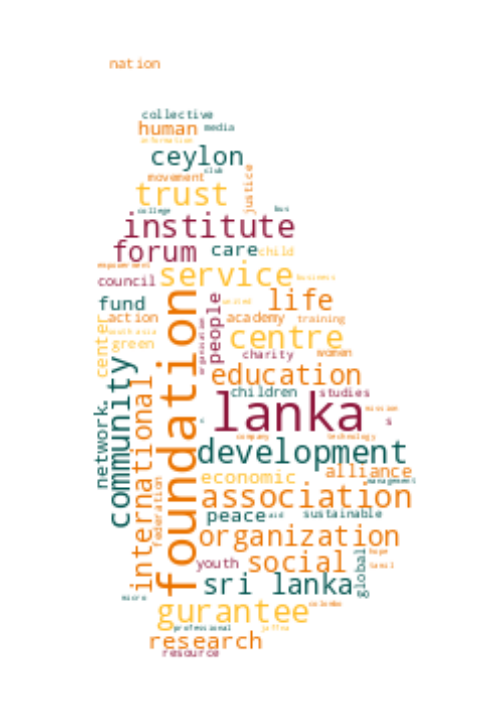 nation
collective
human media
information
ceylon
club
movement
justice
trust
college bus
institute
forum care child
empowerment
service business
council
people
life
fund
united
action
academy training
south asia
organisation
centre
green
center
charity women
education
children studies
community
network
international
foundation
lanka
mission
s
company technology
development
alliance
economic management
association
federation
peace aid sustainable
organization
global
hope
youth social tamil
sri lanka
micro
gurantee colombo
professional jaffna
research
resource